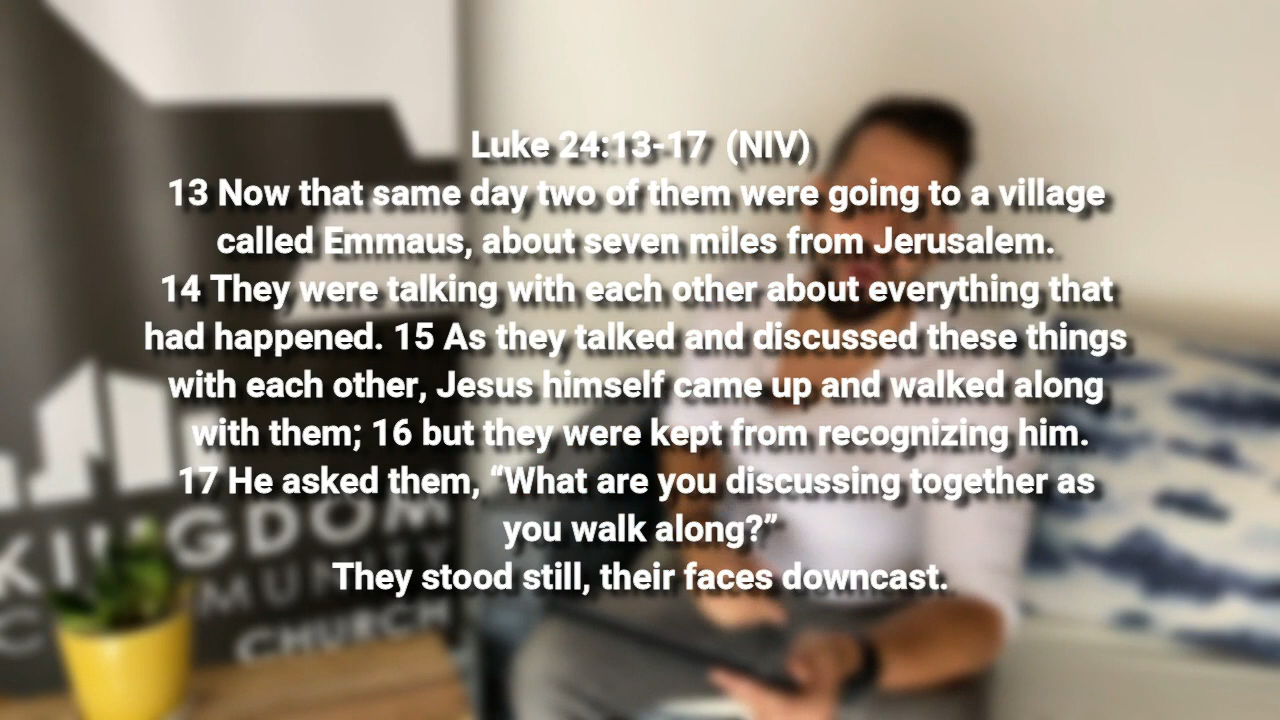 Luke 24:13-17 (NIV)
13 Now that same day two of them were going to a village
called Emmaus, about seven miles from Jerusalem.
14 They were talking with each other about everything that
had happened. 15 As they talked and discussed these things
with each other, Jesus himself came up and walked along
with them; 16 but they were kept from recognizing him.
17 He asked them, “What are you discussing together as
you walk along?”
They stood still, their faces downcast.
KINGDOM
CHURCH